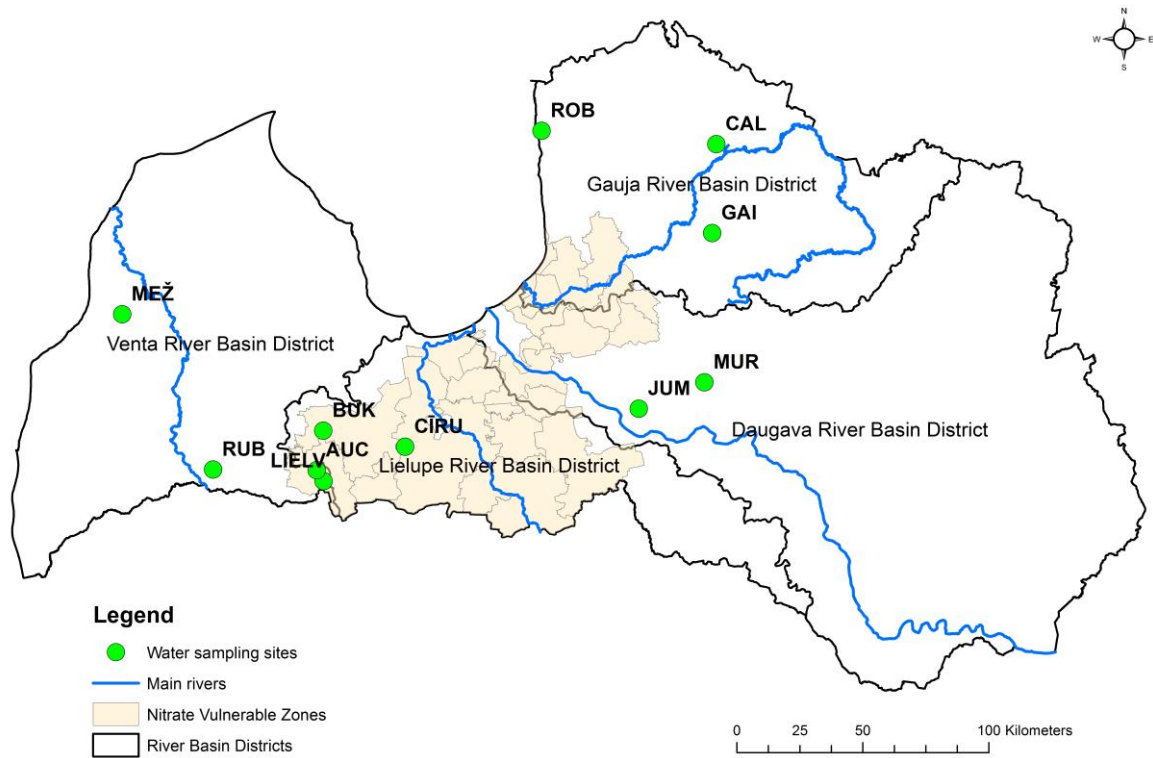 N
W E
S
ROB
CAL
Gauja River Basin District
GAI
MEŽ
Venta River Basin District
MUR
JUM
BUK
Daugava River Basin District
CĪRU
AUC
RUB
LIELV
Lielupe River Basin District
Legend
Water sampling sites
Main rivers
Nitrate Vulnerable Zones
River Basin Districts
0 25 50 100 Kilometers